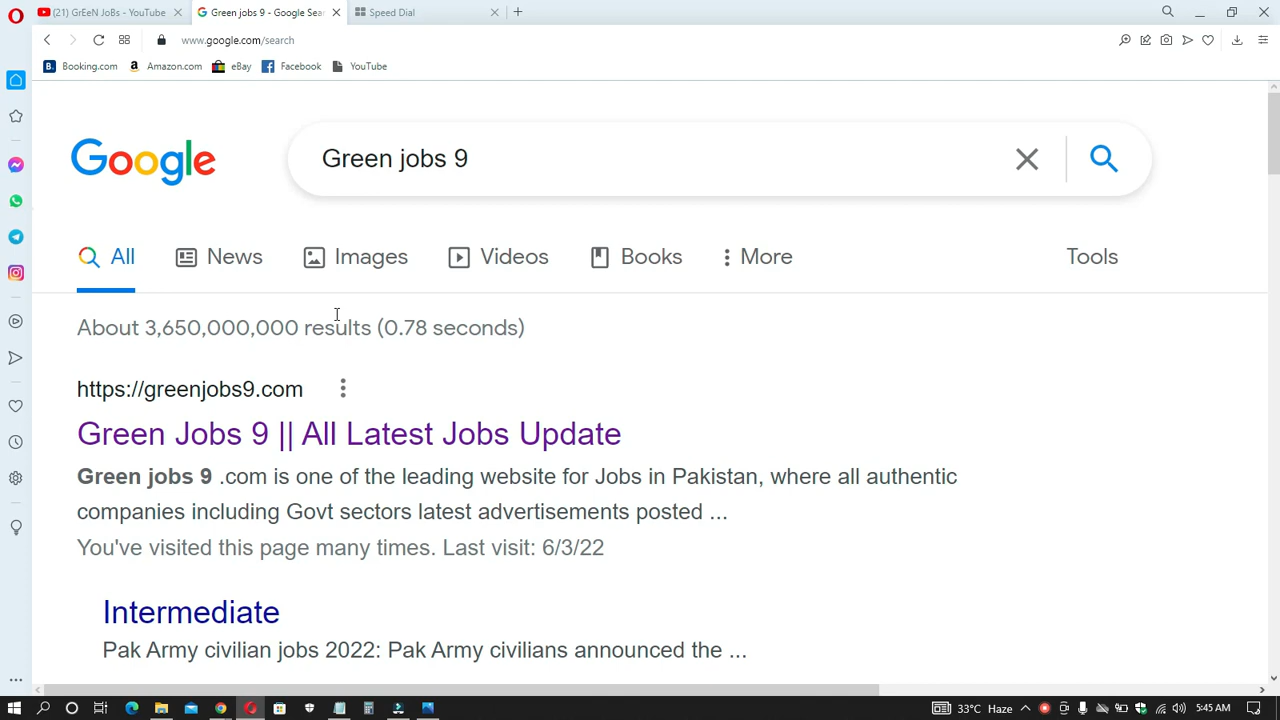 (21) GrEeN JoBs - YouTube
Green jobs 9 - Google Sea
Speed Dial
www.google.com/search
Booking.com
Amazon.com
eBay
Facebook
YouTube
Google
Green jobs 9
All
News
Images
Videos
Books
More
Tools
About 3,650,000,000 results (0.78 seconds)
https://greenjobs9.com
Green Jobs 9 || All Latest Jobs Update
Green jobs 9 .com is one of the leading website for Jobs in Pakistan, where all authentic
companies including Govt sectors latest advertisements posted ...
You've visited this page many times. Last visit: 6/3/22
Intermediate
Pak Army civilian jobs 2022: Pak Army civilians announced the ...
33°C Haze
5:45 AM